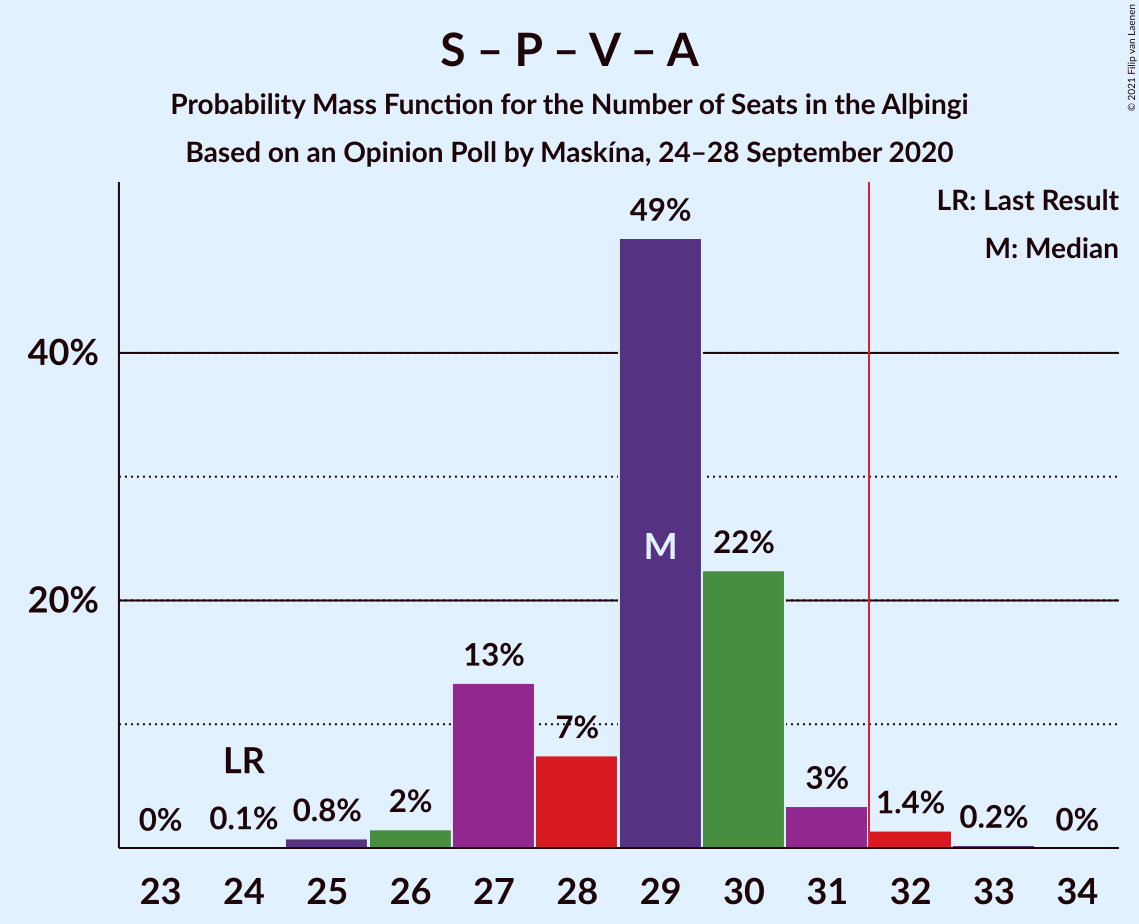 S – P – V – A
Probability Mass Function for the Number of Seats in the Alþingi
Based on an Opinion Poll by Maskína, 24–28 September 2020
© 2021 Filip van Laenen
LR: Last Result
M: Median
49%
40%
M
22%
20%
13%
7%
LR
3%
0%
0.1%
0.8%
2%
1.4%
0.2%
0%
23 24 25 26 27 28 29 30 31 32 33 34